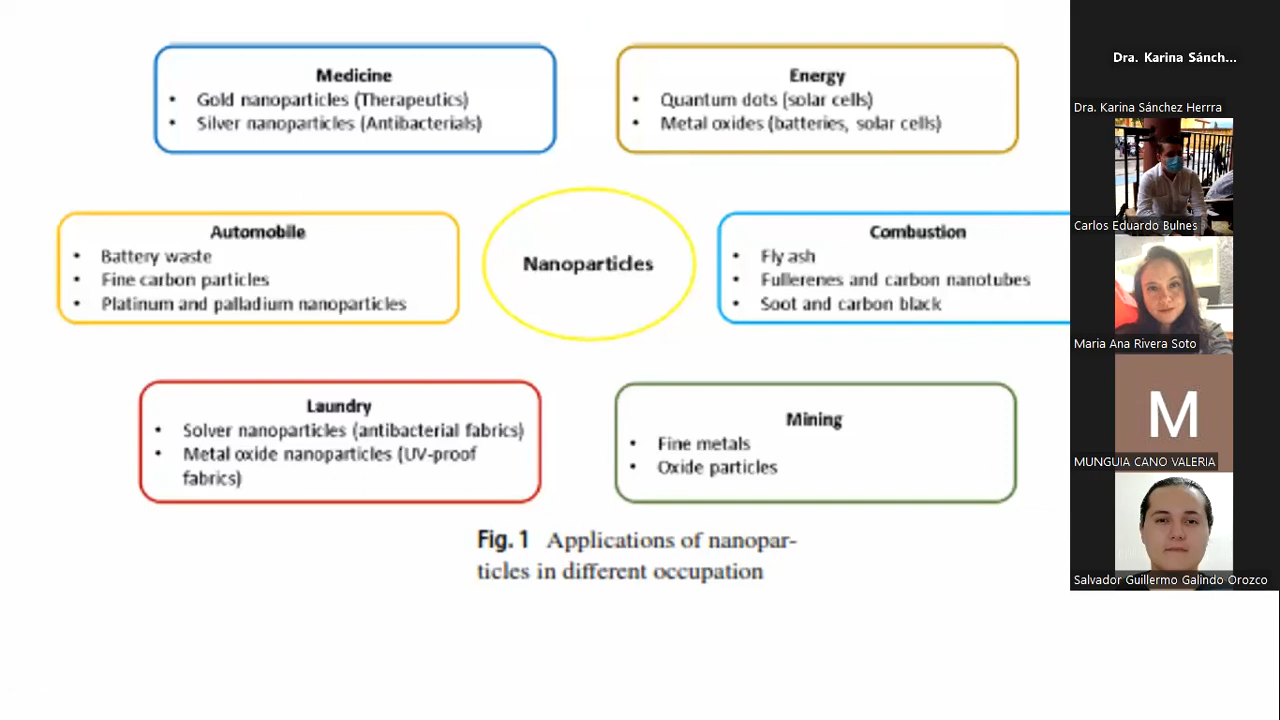 Medicine
• Gold nanoparticles (Therapeutics)
• Silver nanoparticles (Antibacterials)
Energy
• Quantum dots (solar cells)
• Metal oxides (batteries, solar cells)
Automobile
• Battery waste
• Fine carbon particles
• Platinum and palladium nanoparticles
Nanoparticles
Combustion
• Fly ash
• Fullerenes and carbon nanotubes
• Soot and carbon black
Laundry
• Solver nanoparticles (antibacterial fabrics)
• Metal oxide nanoparticles (UV-proof
fabrics)
Mining
• Fine metals
• Oxide particles
Fig. 1 Applications of nanopar-
ticles in different occupation
Dra. Karina Sánch...
Dra. Karina Sánchez Herrra
Carlos Eduardo Bulnes
Maria Ana Rivera Soto
M
MUNGUIA CANO VALERIA
Salvador Guillermo Galindo Orozco